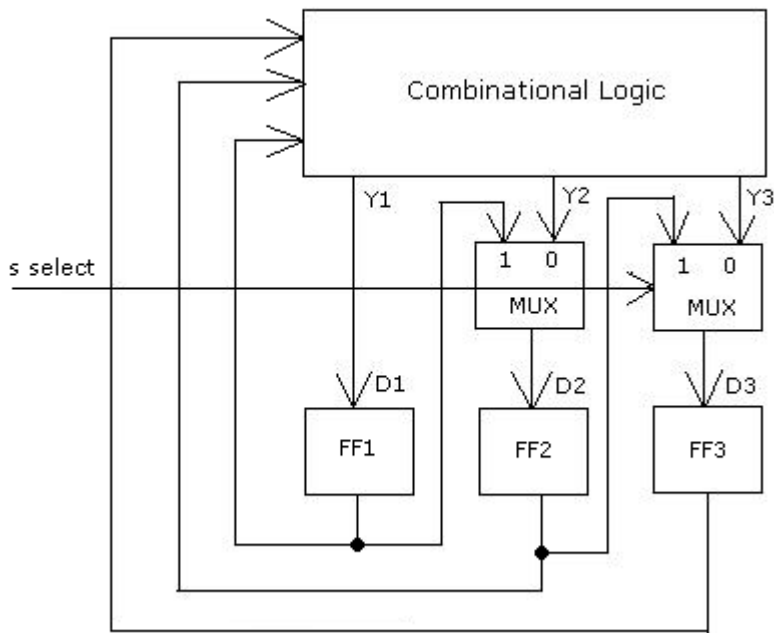 Combinational Logic
Y1
Y2
Y3
s select
1 0
MUX
1 0
MUX
D1
D2
D3
FF1
FF2
FF3